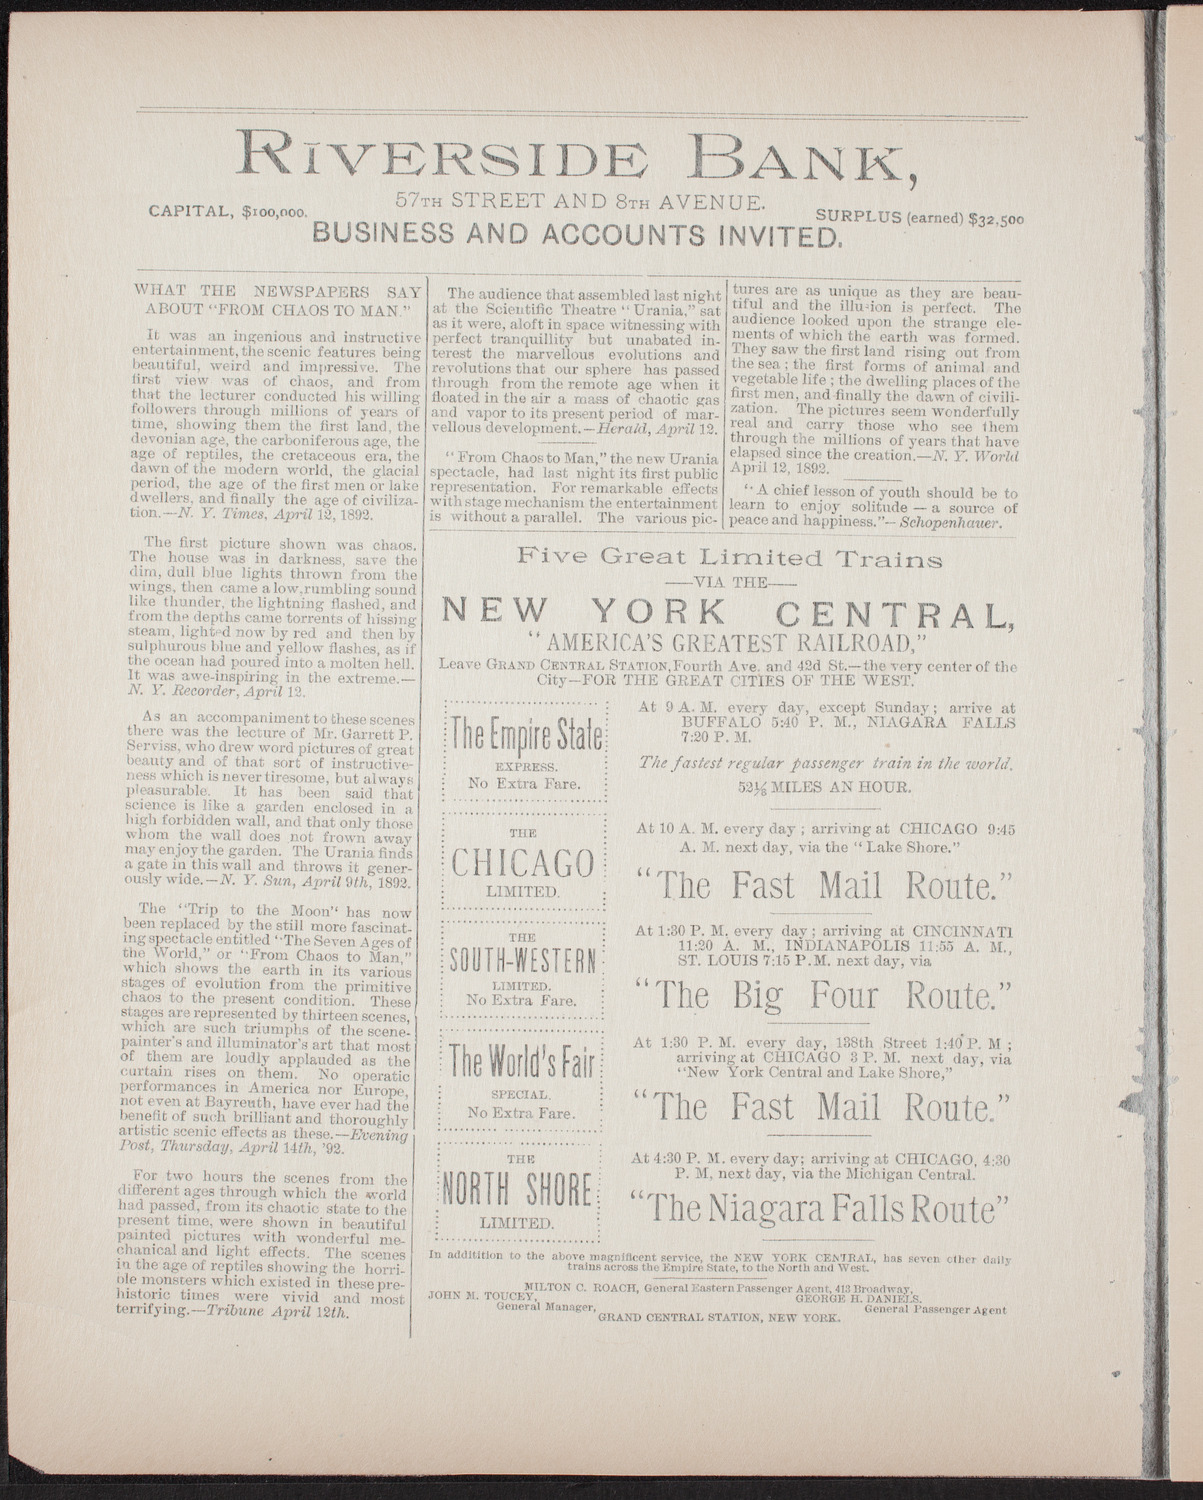 RIVERSIDE BANK,
57TH STREET AND 8TH AVENUE.
CAPITAL, $100,000.
SURPLUS (earned) $32,500
BUSINESS AND ACCOUNTS INVITED.
WHAT THE NEWSPAPERS SAY
ABOUT "FROM CHAOS TO MAN."
It was an ingenious and instructive
entertainment, the scenic features being
beautiful, weird and impressive. The
first view was of chaos, and from
that the lecturer conducted his willing
followers through millions of years of
time, showing them the first land, the
devonian age, the carboniferous age, the
age of reptiles, the cretaceous era, the
dawn of the modern world, the glacial
period, the age of the first men or lake
dwellers, and finally the age of civiliza-
tion.—N. Y. Times, April 12, 1892.
The first picture shown was chaos.
The house was in darkness, save the
dim, dull blue lights thrown from the
wings, then came a low, rumbling sound
like thunder, the lightning flashed, and
from the depths came torrents of hissing
steam, lighted now by red and then by
sulphurous blue and yellow flashes, as if
the ocean had poured into a molten hell.
It was awe-inspiring in the extreme.—
N. Y. Recorder, April 12.
As an accompaniment to these scenes
there was the lecture of Mr. Garrett P.
Serviss, who drew word pictures of great
beauty and of that sort of instructive-
ness which is never tiresome, but always
pleasurable. It has been said that
science is like a garden enclosed in a
high forbidden wall, and that only those
whom the wall does not frown away
may enjoy the garden. The Urania finds
a gate in this wall and throws it gener-
ously wide.—N. Y. Sun, April 9th, 1892.
The "Trip to the Moon" has now
been replaced by the still more fascinat-
ing spectacle entitled "The Seven Ages of
the World," or "From Chaos to Man,"
which shows the earth in its various
stages of evolution from the primitive
chaos to the present condition. These
stages are represented by thirteen scenes,
which are such triumphs of the scene-
painter's and illuminator's art that most
of them are loudly applauded as the
curtain rises on them. No operatic
performances in America nor Europe,
not even at Bayreuth, have ever had the
benefit of such brilliant and thoroughly
artistic scenic effects as these.—Evening
Post, Thursday, April 14th, '92.
For two hours the scenes from the
different ages through which the world
had passed, from its chaotic state to the
present time, were shown in beautiful
painted pictures with wonderful me-
chanical and light effects. The scenes
in the age of reptiles showing the horri-
ble monsters which existed in these pre-
historic times were vivid and most
terrifying.—Tribune April 12th.
The audience that assembled last night
at the Scientific Theatre "Urania," sat
as it were, aloft in space witnessing with
perfect tranquillity but unabated in-
terest the marvellous evolutions and
revolutions that our sphere has passed
through from the remote age when it
floated in the air a mass of chaotic gas
and vapor to its present period of mar-
vellous development.—Herald, April 12.
"From Chaos to Man," the new Urania
spectacle, had last night its first public
representation. For remarkable effects
with stage mechanism the entertainment
is without a parallel. The various pic-
tures are as unique as they are beau-
tiful and the illusion is perfect. The
audience looked upon the strange ele-
ments of which the earth was formed.
They saw the first land rising out from
the sea; the first forms of animal and
vegetable life; the dwelling places of the
first men, and finally the dawn of civili-
zation. The pictures seem wonderfully
real and carry those who see them
through the millions of years that have
elapsed since the creation.—N. Y. World
April 12, 1892.
"A chief lesson of youth should be to
learn to enjoy solitude — a source of
peace and happiness."—Schopenhauer.
Five Great Limited Trains
—VIA THE—
NEW YORK CENTRAL,
"AMERICA'S GREATEST RAILROAD,"
Leave GRAND CENTRAL STATION, Fourth Ave. and 42d St.—the very center of the
City—FOR THE GREAT CITIES OF THE WEST.
The Empire State
EXPRESS.
No Extra Fare.
At 9 A. M. every day, except Sunday; arrive at
BUFFALO 5:40 P. M., NIAGARA FALLS
7:20 P. M.
The fastest regular passenger train in the world.
52⅙ MILES AN HOUR.
THE
CHICAGO
LIMITED.
At 10 A. M. every day; arriving at CHICAGO 9:45
A. M. next day, via the "Lake Shore."
"The Fast Mail Route."
THE
SOUTH-WESTERN
LIMITED.
No Extra Fare.
At 1:30 P. M. every day; arriving at CINCINNATI
11:20 A. M., INDIANAPOLIS 11:55 A. M.,
ST. LOUIS 7:15 P.M. next day, via
"The Big Four Route."
The World's Fair
SPECIAL.
No Extra Fare.
At 1:30 P. M. every day, 138th Street 1:40 P. M;
arriving at CHICAGO 3 P. M. next day, via
"New York Central and Lake Shore,"
"The Fast Mail Route."
THE
NORTH SHORE
LIMITED.
At 4:30 P. M. every day; arriving at CHICAGO, 4:30
P. M, next day, via the Michigan Central.
"The Niagara Falls Route"
In additition to the above magnificent service, the NEW YORK CENTRAL, has seven other daily
trains across the Empire State, to the North and West.
MILTON C. ROACH, General Eastern Passenger Agent, 413 Broadway.
JOHN M. TOUCEY,
GEORGE H. DANIELS.
General Manager,
General Passenger Agent
GRAND CENTRAL STATION, NEW YORK.